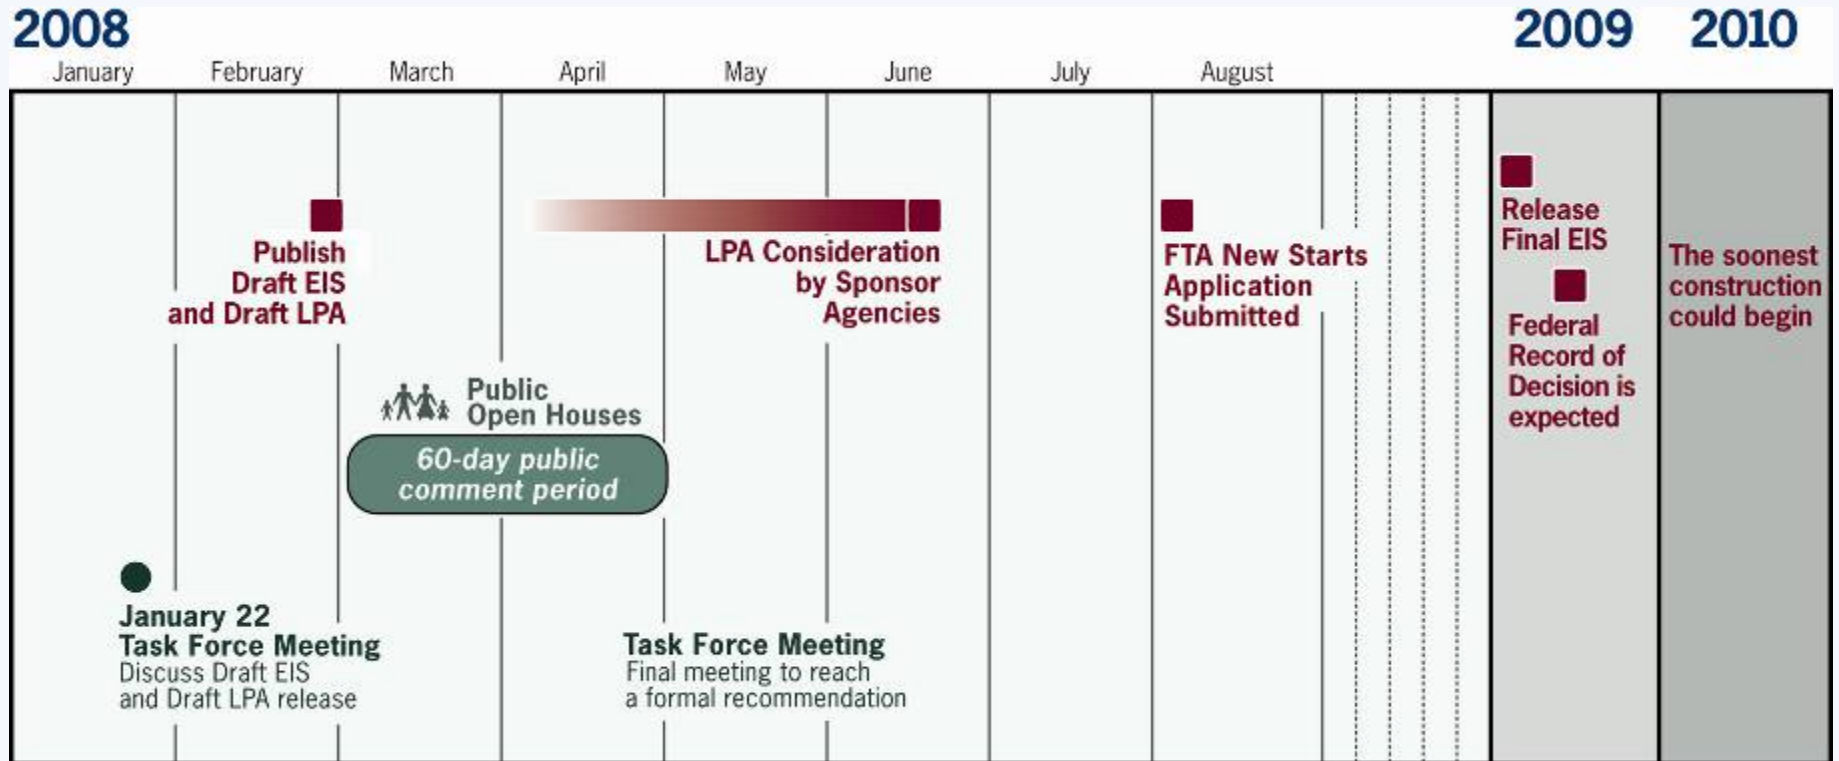 2008
2009
2010
January
February
March
April
May
June
July
August
Publish
Draft EIS
and Draft LPA
LPA Consideration
by Sponsor
Agencies
FTA New Starts
Application
Submitted
Release
Final EIS
Federal
Record of
Decision is
expected
The soonest
construction
could begin
Public
Open Houses
60-day public
comment period
January 22
Task Force Meeting
Discuss Draft EIS
and Draft LPA release
Task Force Meeting
Final meeting to reach
a formal recommendation